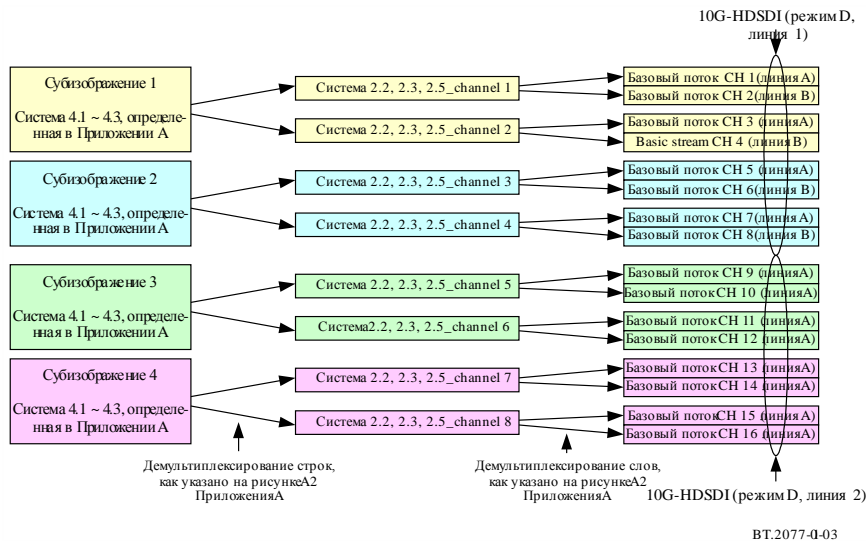 10G-HDSDI (режим D,
линия 1)
Субизображение 1
Система 4.1 ~ 4.3, определе-
нная в Приложении А
Система 2.2, 2.3, 2.5_channel 1
Система 2.2, 2.3, 2.5_channel 2
Базовый поток CH 1 (линия A)
Базовый поток CH 2 (линия B)
Базовый поток CH 3 (линия A)
Basic stream CH 4 (линия B)
Субизображение 2
Система 4.1 ~ 4.3, определе-
нная в Приложении А
Система 2.2, 2.3, 2.5_channel 3
Система 2.2, 2.3, 2.5_channel 4
Базовый поток CH 5 (линия A)
Базовый поток CH 6 (линия B)
Базовый поток CH 7 (линия A)
Базовый поток CH 8 (линия B)
Субизображение 3
Система 4.1 ~ 4.3, определе-
нная в Приложении А
Система 2.2, 2.3, 2.5_channel 5
Система2.2, 2.3, 2.5_channel 6
Базовый поток CH 9 (линия A)
Базовый поток CH 10 (линия A)
Базовый поток CH 11 (линия A)
Базовый поток CH 12 (линия A)
Субизображение 4
Система 4.1 ~ 4.3, определе-
нная в Приложении А
Система 2.2, 2.3, 2.5_channel 7
Система 2.2, 2.3, 2.5_channel 8
Базовый поток CH 13 (линия A)
Базовый поток CH 14 (линия A)
Базовый поток CH 15 (линия A)
Базовый поток CH 16 (линия A)
Демультиплексирование строк,
как указано на рисунке A2
Приложения А
Демультиплексирование слов,
как указано на рисунке A2
Приложения А
10G-HDSDI (режим D, линия 2)
BT.2077-0-03